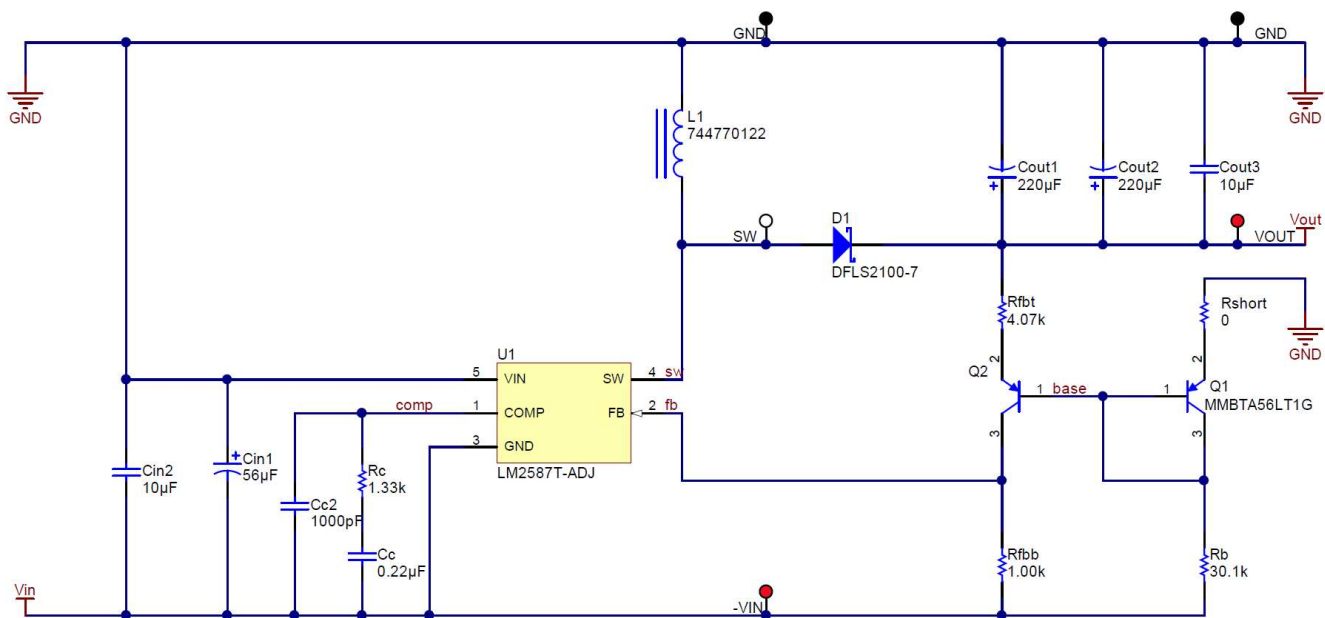 GND
GND
GND
GND
L1
744770122
Cout1
220µF
Cout2
220µF
Cout3
10µF
SW
D1
DFLS2100-7
VOUT
Vout
Rfbt
4.07k
Rshort
0
GND
U1
5
VIN
SW
4
sw
comp
1
COMP
FB
2
fb
3
GND
LM2587T-ADJ
2
Q2
1
base
1
2
Q1
MMBTA56LT1G
3
3
Cin2
10µF
Cin1
56µF
Rc
1.33k
Cc2
1000pF
Cc
0.22µF
Rfbb
1.00k
Rb
30.1k
Vin
-VIN